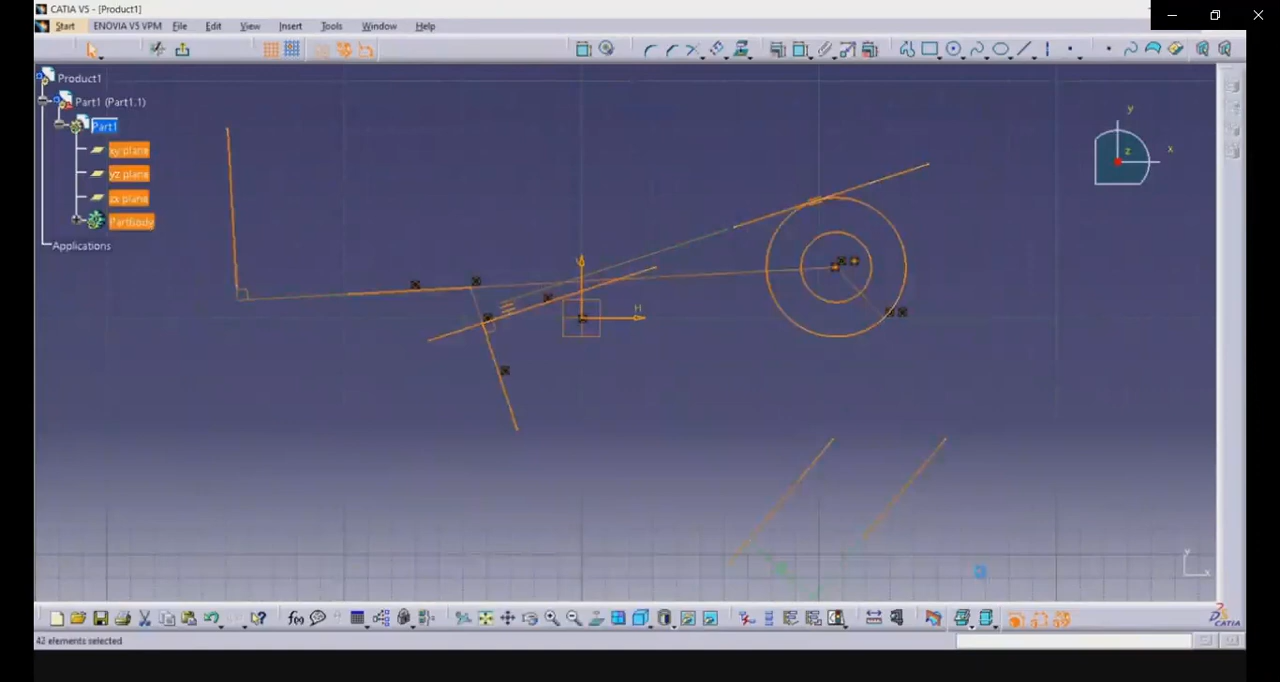 CATIA V5 - [Product1]
Start ENOVIA V5 VPM File Edit View Insert Tools Window Help
Product1
Part1 (Part1.1)
Part1
xy plane
yz plane
zx plane
PartBody
Applications
y
x
z
V
H
y
x
f(x)
CATIA
42 elements selected